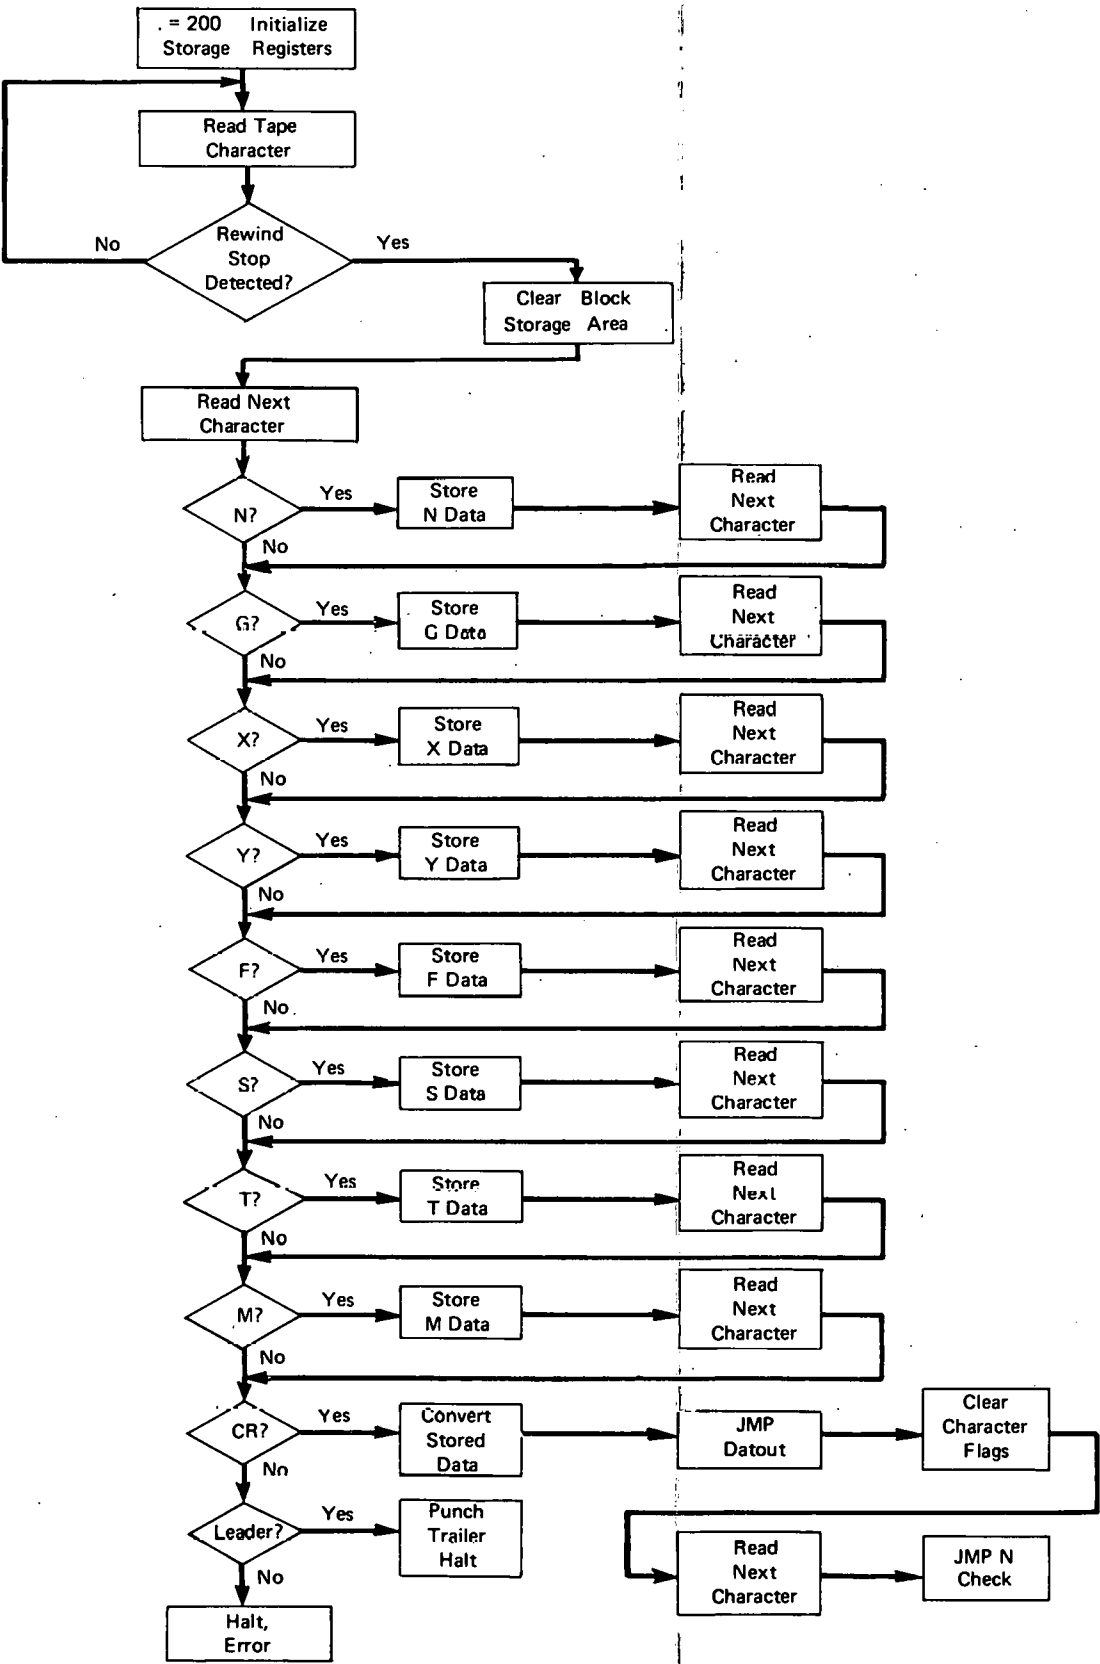 . = 200 Initialize
Storage Registers
Read Tape
Character
Rewind
Stop
Detected?
No
Yes
Clear Block
Storage Area
Read Next
Character
N?
Yes
Store
N Data
Read
Next
Character
No
G?
Yes
Store
G Data
Read
Next
Character
No
X?
Yes
Store
X Data
Read
Next
Character
No
Y?
Yes
Store
Y Data
Read
Next
Character
No
F?
Yes
Store
F Data
Read
Next
Character
No
S?
Yes
Store
S Data
Read
Next
Character
No
T?
Yes
Store
T Data
Read
Next
Character
No
M?
Yes
Store
M Data
Read
Next
Character
No
CR?
Yes
Convert
Stored
Data
JMP
Datout
Clear
Character
Flags
No
Leader?
Yes
Punch
Trailer
Halt
Read
Next
Character
JMP N
Check
No
Halt,
Error